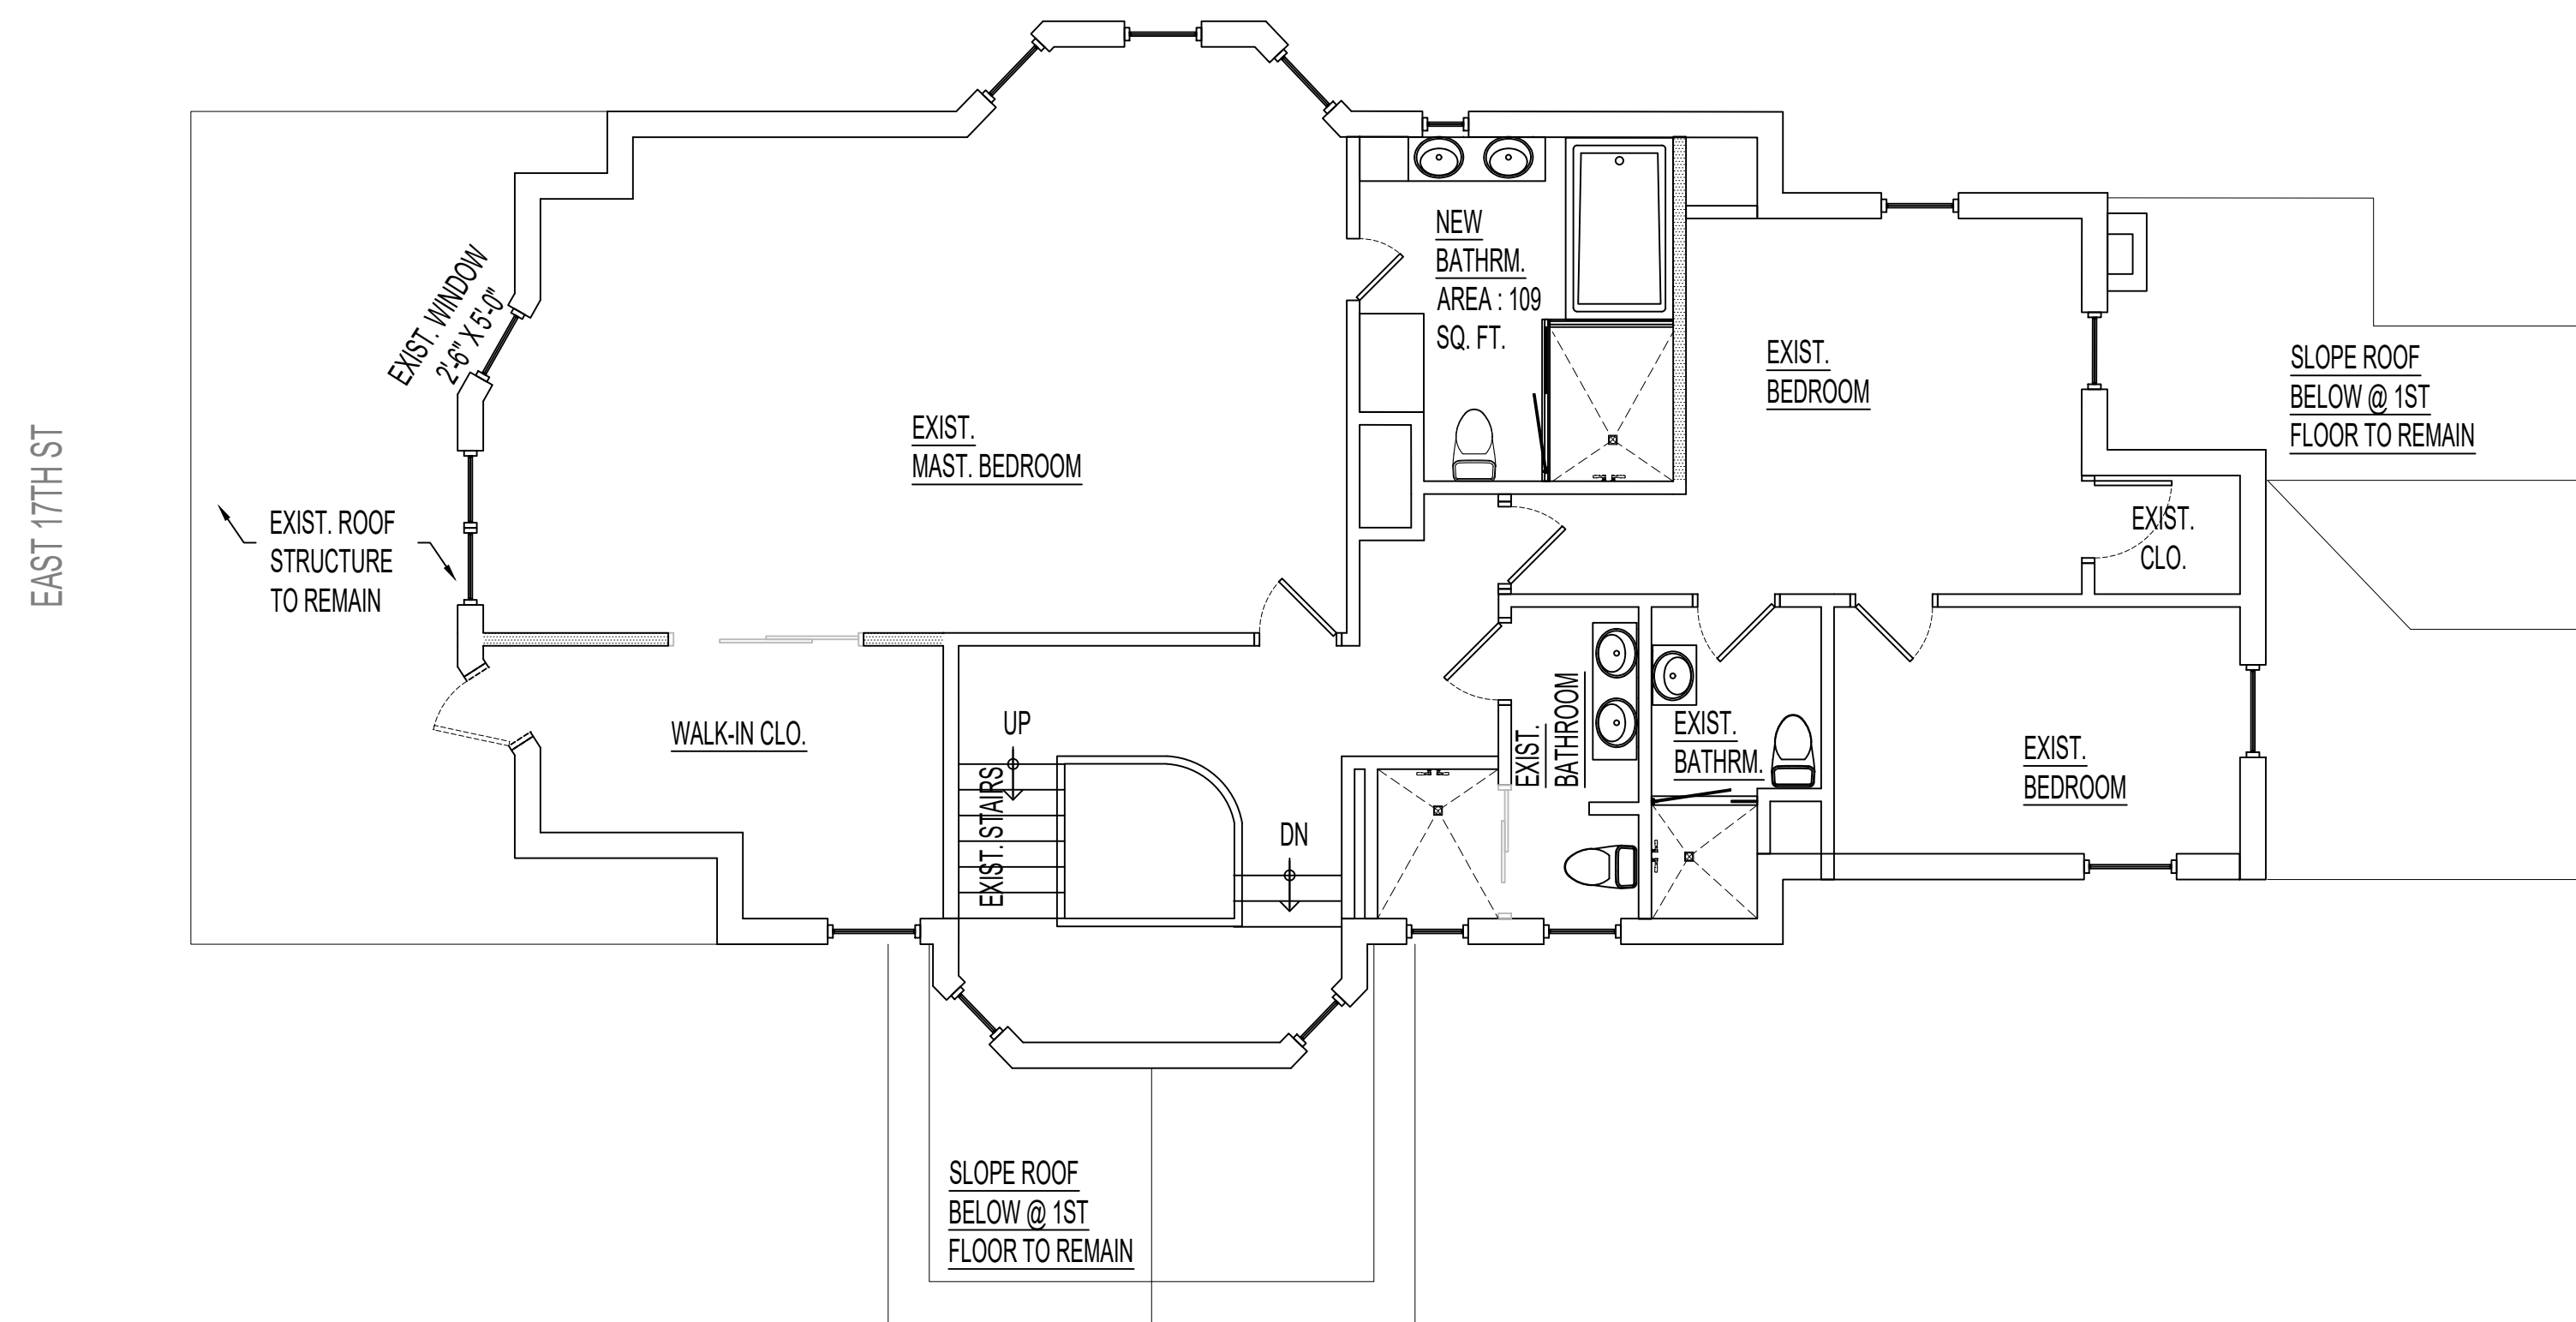 EAST 17TH ST
EXIST. WINDOW
2'-6" X 5'-0"
EXIST. ROOF
STRUCTURE
TO REMAIN
EXIST.
MAST. BEDROOM
NEW
BATHRM.
AREA : 109
SQ. FT.
EXIST.
BEDROOM
SLOPE ROOF
BELOW @ 1ST
FLOOR TO REMAIN
EXIST.
CLO.
WALK-IN CLO.
UP
EXIST. STAIRS
DN
EXIST.
BATHROOM
EXIST.
BATHRM.
EXIST.
BEDROOM
SLOPE ROOF
BELOW @ 1ST
FLOOR TO REMAIN